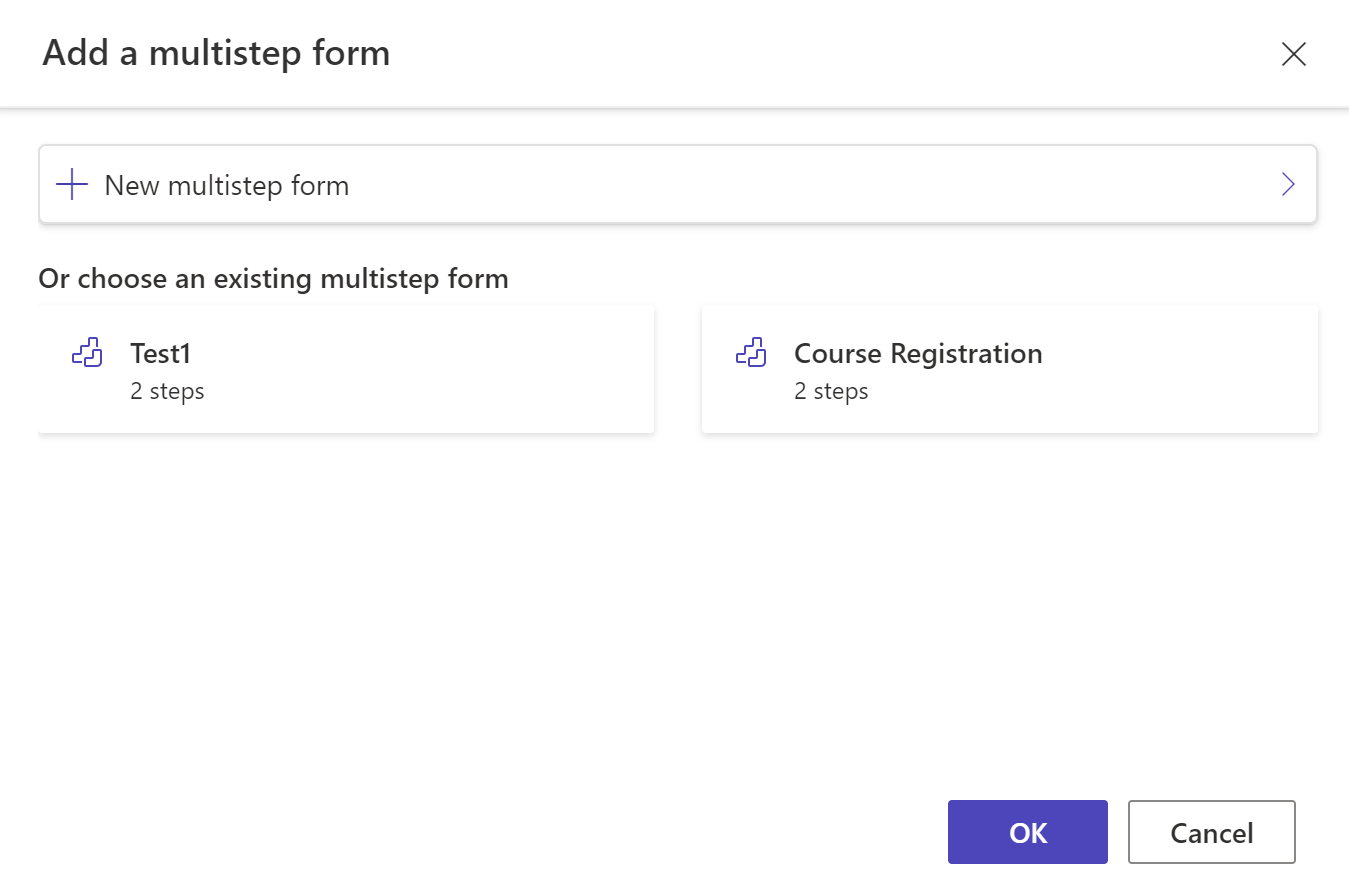 Add a multistep form
New multistep form
Or choose an existing multistep form
Test1
2 steps
Course Registration
2 steps
OK
Cancel